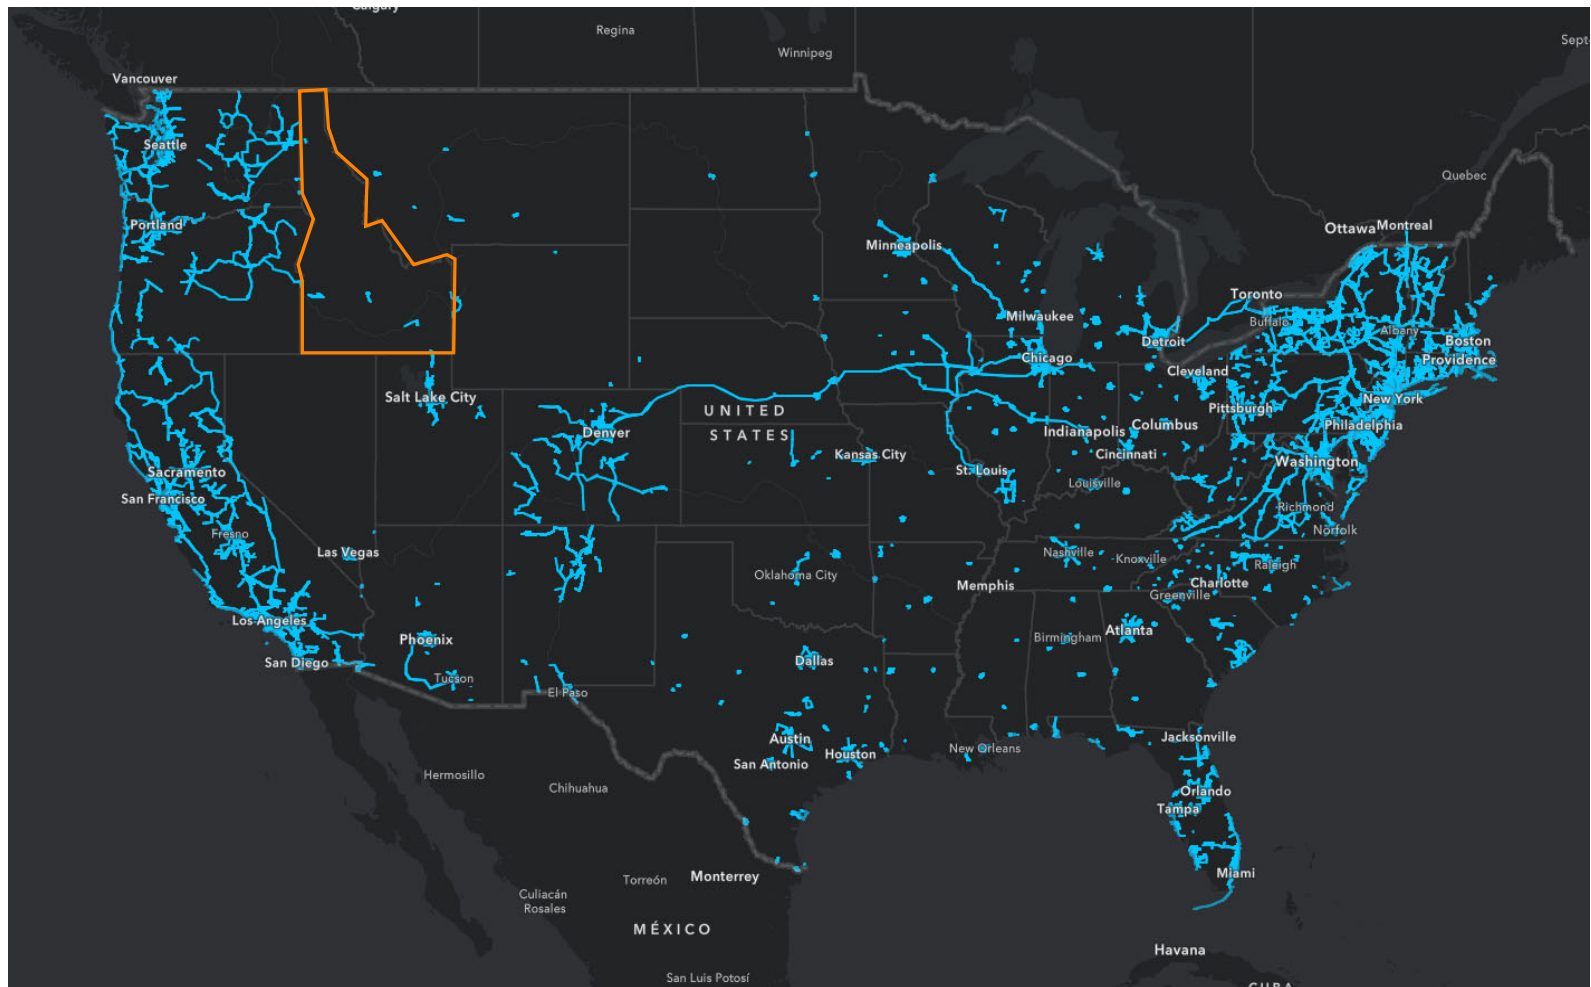 Calgary
Regina
Winnipeg
Sept-
Vancouver
Seattle
Quebec
Portland
Ottawa
Montreal
Minneapolis
Toronto
Buffalo
Milwaukee
Albany
Boston
Detroit
Providence
Chicago
Cleveland
Salt Lake City
New York
UNITED
STATES
Pittsburgh
Denver
Indianapolis
Columbus
Philadelphia
Kansas City
Cincinnati
Sacramento
St. Louis
Washington
Louisville
San Francisco
Richmond
Norfolk
Fresno
Las Vegas
Nashville
Knoxville
Raleigh
Oklahoma City
Memphis
Charlotte
Greenville
Los Angeles
Phoenix
Birmingham
Atlanta
San Diego
Dallas
Tucson
El Paso
Austin
New Orleans
Jacksonville
Houston
San Antonio
Hermosillo
Chihuahua
Orlando
Tampa
Torreón
Monterrey
Miami
Culiacán
Rosales
MÉXICO
Havana
San Luis Potosí
CUBA